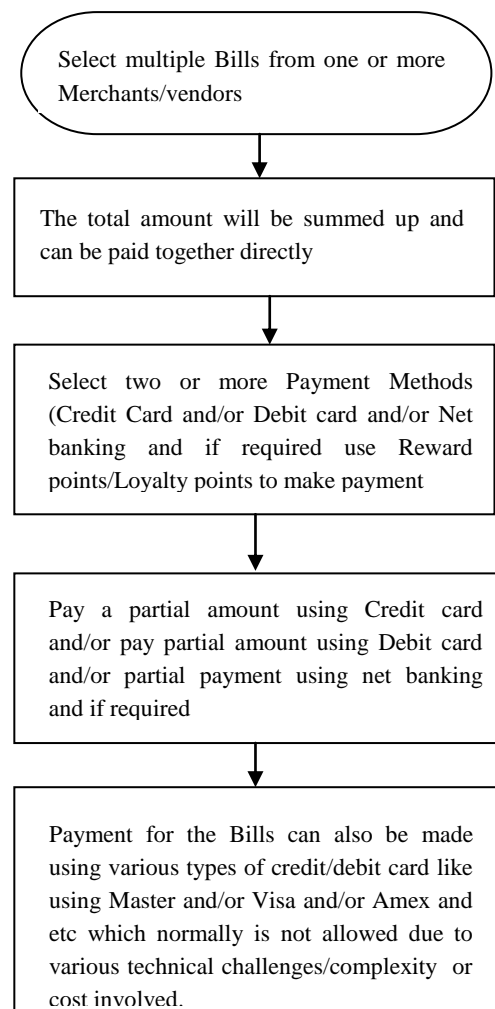 Select multiple Bills from one or more
Merchants/vendors
The total amount will be summed up and
can be paid together directly
Select two or more Payment Methods
(Credit Card and/or Debit card and/or Net
banking and if required use Reward
points/Loyalty points to make payment
Pay a partial amount using Credit card
and/or pay partial amount using Debit card
and/or partial payment using net banking
and if required
Payment for the Bills can also be made
using various types of credit/debit card like
using Master and/or Visa and/or Amex and
etc which normally is not allowed due to
various technical challenges/complexity or
cost involved.